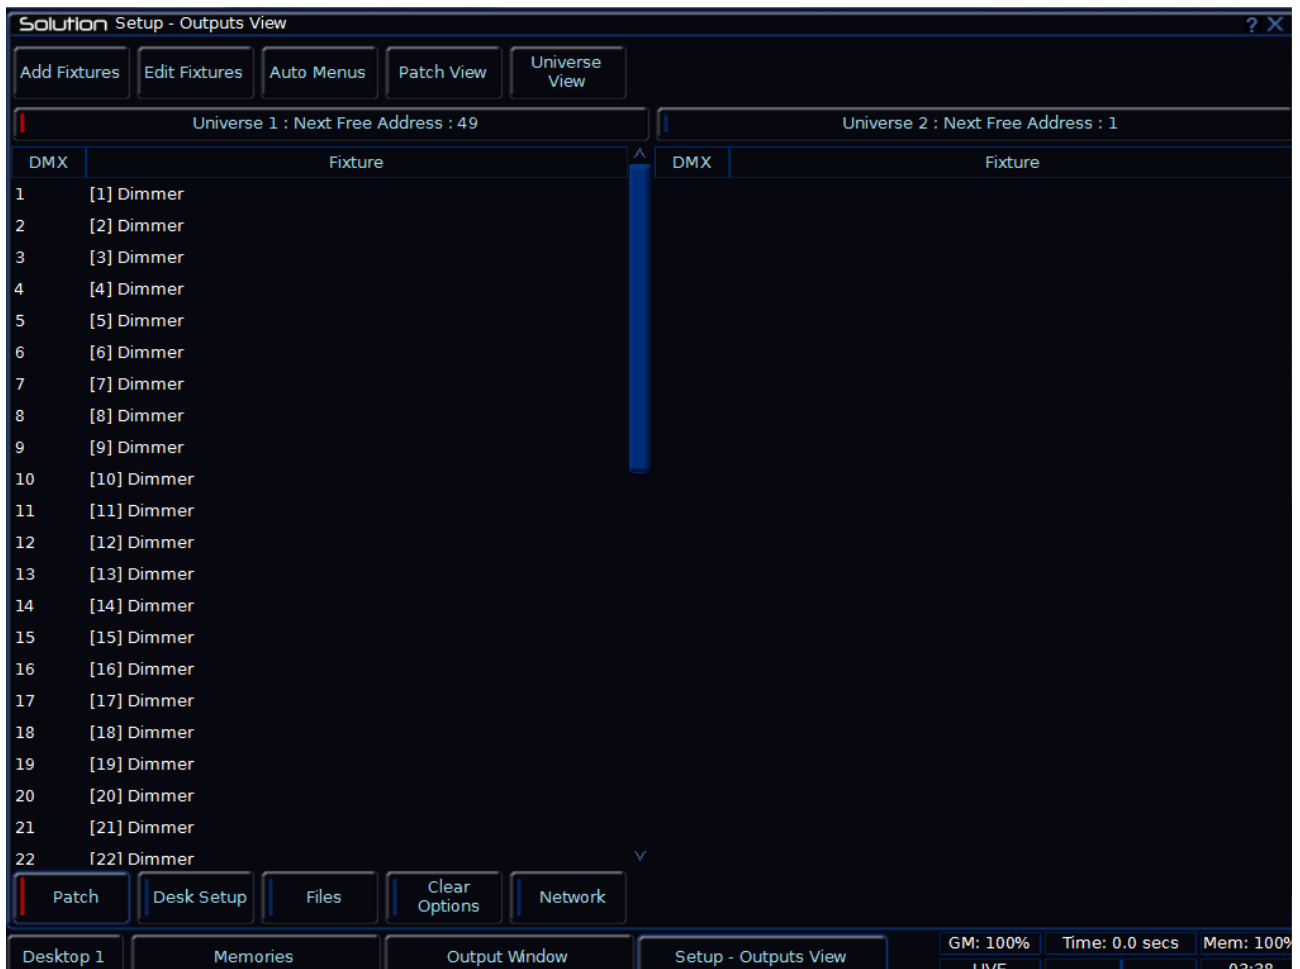 Solution Setup - Outputs View ? X
Add Fixtures Edit Fixtures Auto Menus Patch View Universe View
Universe 1 : Next Free Address : 49 Universe 2 : Next Free Address : 1
DMX Fixture DMX Fixture
1 [1] Dimmer
2 [2] Dimmer
3 [3] Dimmer
4 [4] Dimmer
5 [5] Dimmer
6 [6] Dimmer
7 [7] Dimmer
8 [8] Dimmer
9 [9] Dimmer
10 [10] Dimmer
11 [11] Dimmer
12 [12] Dimmer
13 [13] Dimmer
14 [14] Dimmer
15 [15] Dimmer
16 [16] Dimmer
17 [17] Dimmer
18 [18] Dimmer
19 [19] Dimmer
20 [20] Dimmer
21 [21] Dimmer
22 [22] Dimmer
Patch Desk Setup Files Clear Options Network
GM: 100% Time: 0.0 secs Mem: 100%
Desktop 1 Memories Output Window Setup - Outputs View
LIVE 03:38